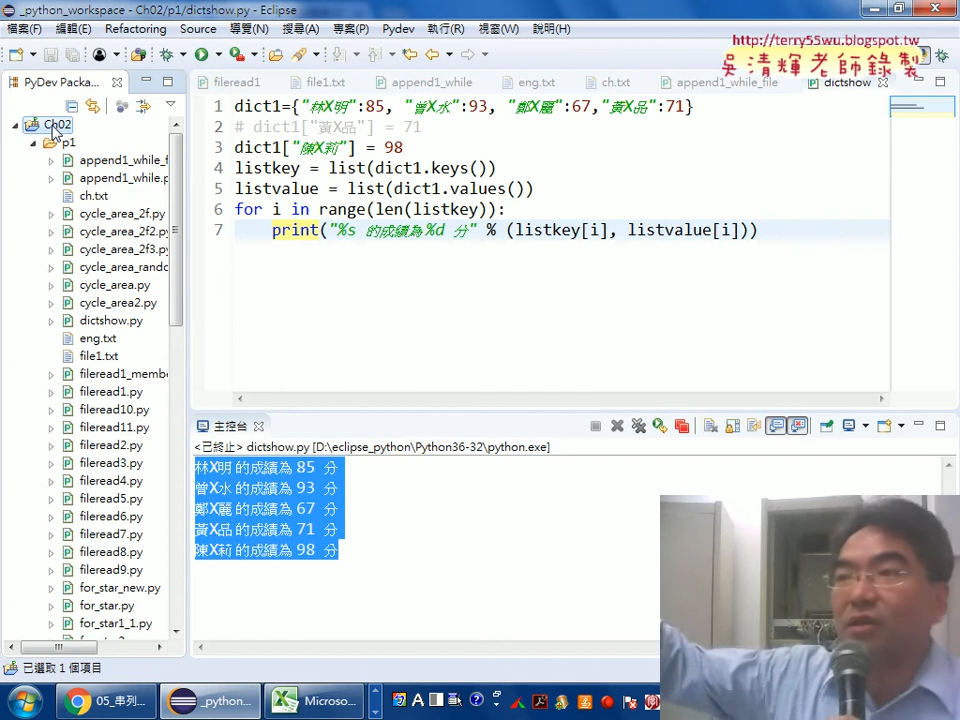 _python_workspace - Ch02/p1/dictshow.py - Eclipse
檔案(F) 編輯(E) Refactoring Source 導覽(N) 搜尋(A) 專案(P) Pydev 執行(R) 視窗(W) 說明(H)
http://terry55wu.blogspot.tw
吳清輝老師錄製
PyDev Packa...
fileread1 file1.txt append1_while eng.txt ch.txt append1_while_file dictshow
Ch02
p1
append1_while_f
append1_while.p
ch.txt
cycle_area_2f.py
cycle_area_2f2.py
cycle_area_2f3.py
cycle_area_rando
cycle_area.py
cycle_area2.py
dictshow.py
eng.txt
file1.txt
fileread1_membe
fileread1.py
fileread10.py
fileread11.py
fileread2.py
fileread3.py
fileread4.py
fileread5.py
fileread6.py
fileread7.py
fileread8.py
fileread9.py
for_star_new.py
for_star.py
for_star1_1.py
1 dict1={"林X明":85, "曾X水":93, "鄭X麗":67,"黃X品":71}
2 # dict1["黃X品"] = 71
3 dict1["陳X莉"] = 98
4 listkey = list(dict1.keys())
5 listvalue = list(dict1.values())
6 for i in range(len(listkey)):
7 print("%s 的成績為%d 分" % (listkey[i], listvalue[i]))
主控台
<已終止> dictshow.py [D:\eclipse_python\Python36-32\python.exe]
林X明 的成績為 85 分
曾X水 的成績為 93 分
鄭X麗 的成績為 67 分
黃X品 的成績為 71 分
陳X莉 的成績為 98 分
已選取 1 個項目
05_串列... _python... Microso...